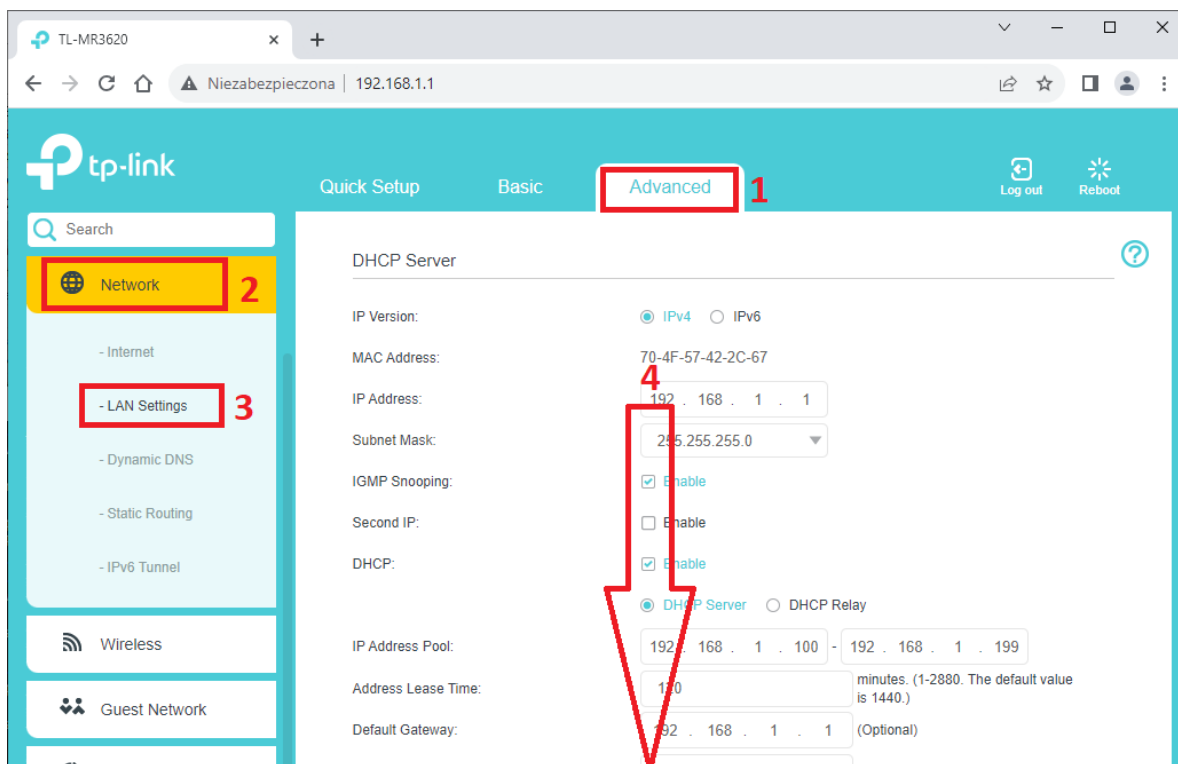 TL-MR3620
Niezabezpieczona 192.168.1.1
tp-link
Quick Setup Basic Advanced 1 Log out Reboot
Search
Network 2
- Internet
- LAN Settings 3
- Dynamic DNS
- Static Routing
- IPv6 Tunnel
Wireless
Guest Network
DHCP Server
IP Version: IPv4 IPv6
MAC Address: 70-4F-57-42-2C-67
4
IP Address: 192 . 168 . 1 . 1
Subnet Mask: 255.255.255.0
IGMP Snooping: Enable
Second IP: Enable
DHCP: Enable
DHCP Server DHCP Relay
IP Address Pool: 192 . 168 . 1 . 100 - 192 . 168 . 1 . 199
Address Lease Time: 120 minutes. (1-2880. The default value
is 1440.)
Default Gateway: 192 . 168 . 1 . 1 (Optional)